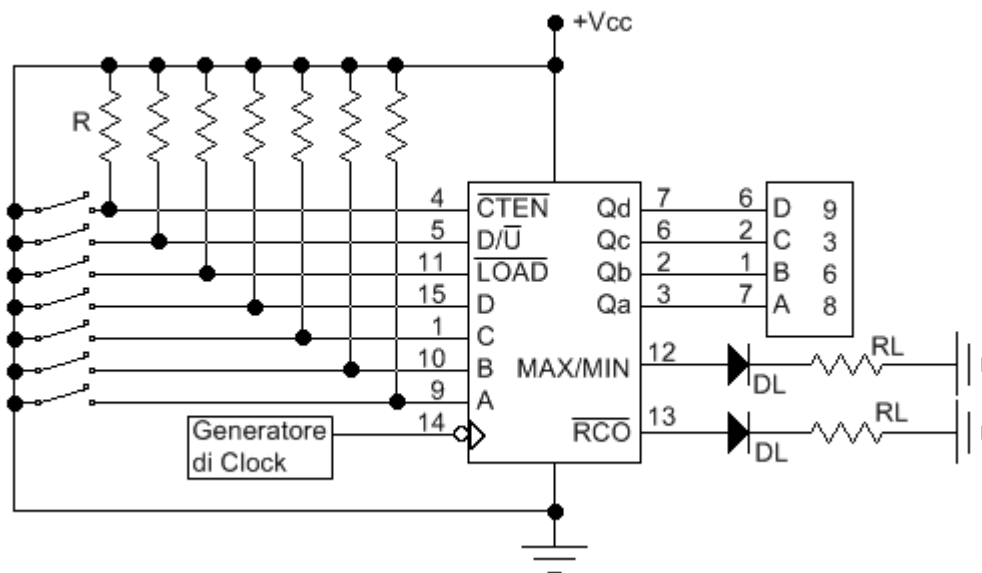 +Vcc
R
4 CTEN Qd 7 6 D 9
5 D/U Qc 6 2 C 3
11 LOAD Qb 2 1 B 6
15 D Qa 3 7 A 8
1 C
10 B MAX/MIN 12 DL RL
9 A
14 RCO 13 DL RL
Generatore
di Clock